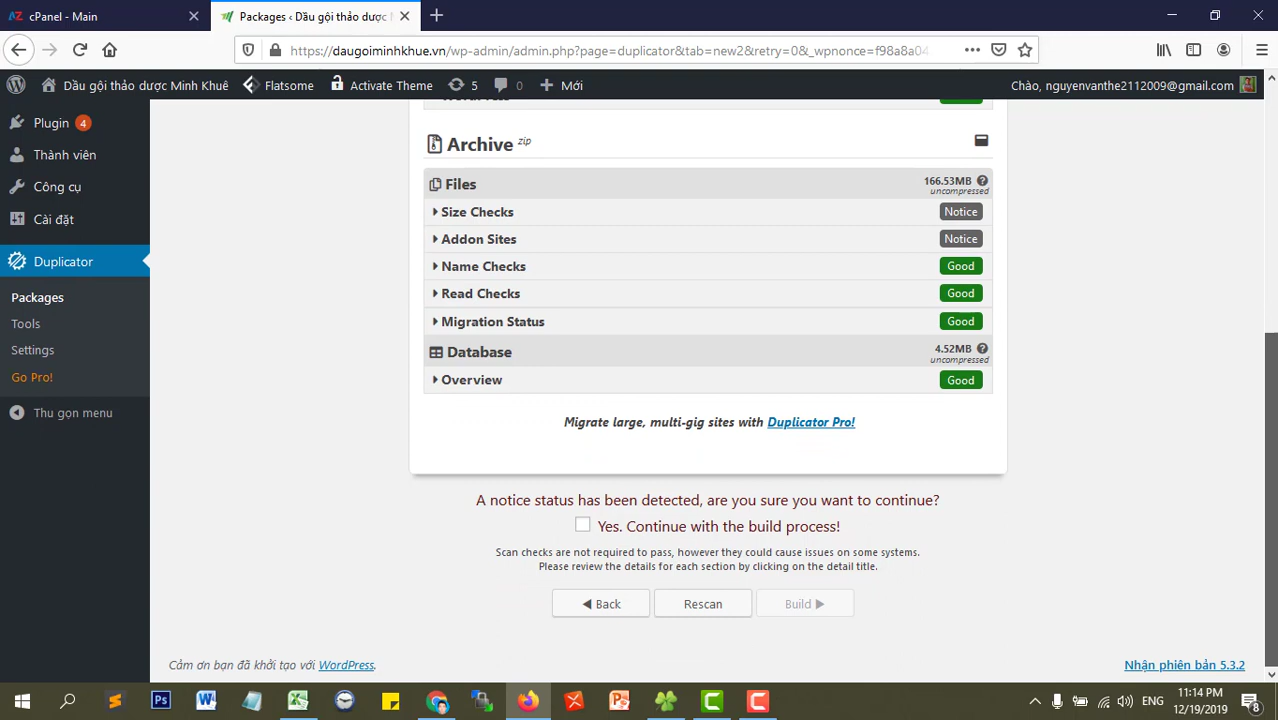 cPanel - Main
Packages ‹ Dầu gội thảo dược
https://daugoiminhkhue.vn/wp-admin/admin.php?page=duplicator&tab=new2&retry=0&_wpnonce=f98a8a04
Dầu gội thảo dược Minh Khuê
Flatsome
Activate Theme
5
0
Mới
Chào, nguyenvanthe2112009@gmail.com
Plugin 4
Thành viên
Công cụ
Cài đặt
Duplicator
Packages
Tools
Settings
Go Pro!
Thu gọn menu
Archive zip
Files 166.53MB
uncompressed
Size Checks Notice
Addon Sites Notice
Name Checks Good
Read Checks Good
Migration Status Good
Database 4.52MB
uncompressed
Overview Good
Migrate large, multi-gig sites with Duplicator Pro!
A notice status has been detected, are you sure you want to continue?
Yes. Continue with the build process!
Scan checks are not required to pass, however they could cause issues on some systems.
Please review the details for each section by clicking on the detail title.
◀ Back
Rescan
Build ▶
Cảm ơn bạn đã khởi tạo với WordPress.
Nhận phiên bản 5.3.2
ENG
11:14 PM
12/19/2019
8